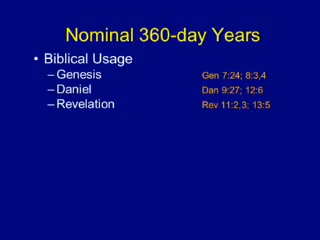 Nominal 360-day Years
• Biblical Usage
– Genesis Gen 7:24; 8:3,4
– Daniel Dan 9:27; 12:6
– Revelation Rev 11:2,3; 13:5